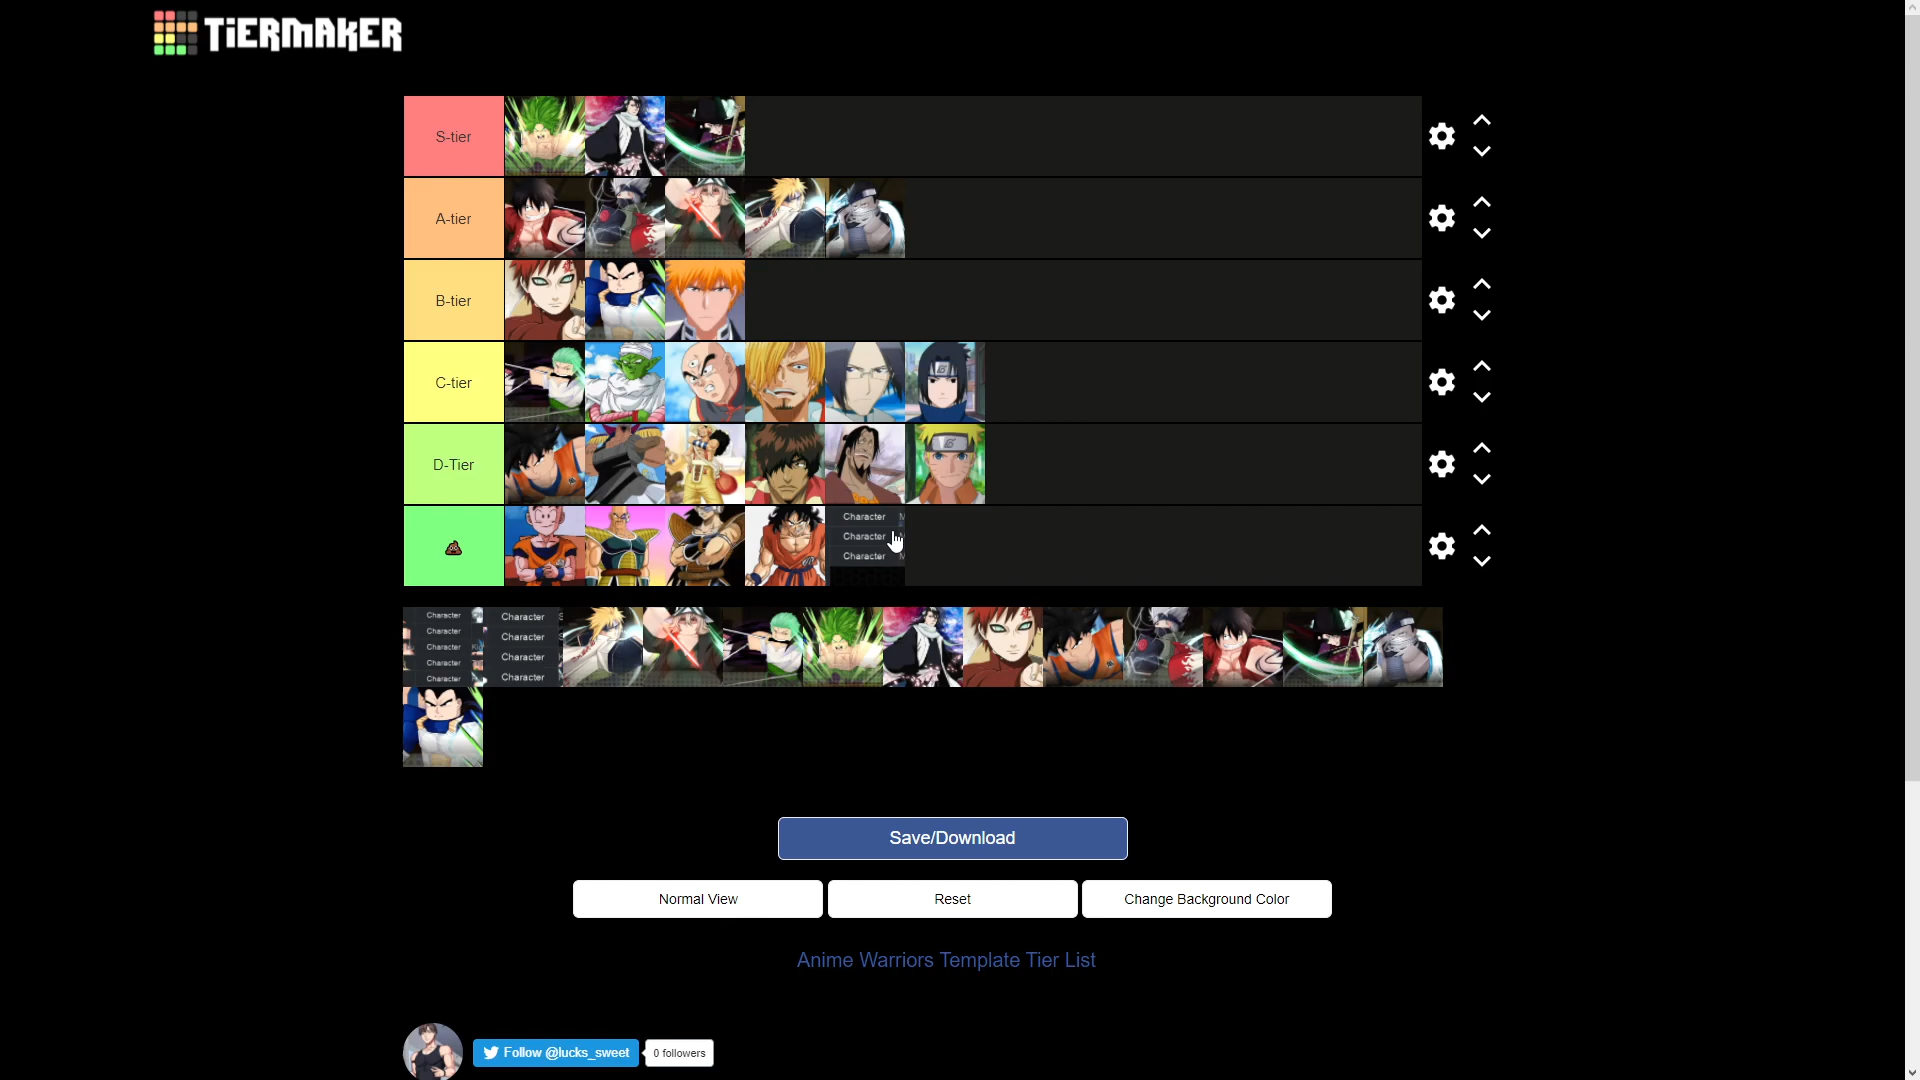 TiERMAKER
S-tier
A-tier
B-tier
C-tier
D-Tier
Character
Character
Character
Character
Character
Character
Character
Character
Character
Character
Character
Character
Save/Download
Normal View
Reset
Change Background Color
Anime Warriors Template Tier List
Follow @lucks_sweet
0 followers